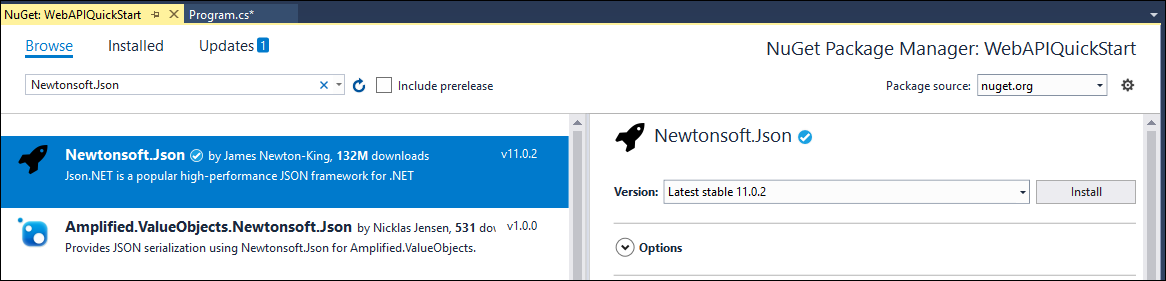 NuGet: WebAPIQuickStart Program.cs*
Browse Installed Updates 1 NuGet Package Manager: WebAPIQuickStart
Newtonsoft.Json Include prerelease Package source: nuget.org
Newtonsoft.Json by James Newton-King, 132M downloads v11.0.2
Json.NET is a popular high-performance JSON framework for .NET
Amplified.ValueObjects.Newtonsoft.Json by Nicklas Jensen, 531 dov v1.0.0
Provides JSON serialization using Newtonsoft.Json for Amplified.ValueObjects.
Newtonsoft.Json
Version: Latest stable 11.0.2 Install
Options